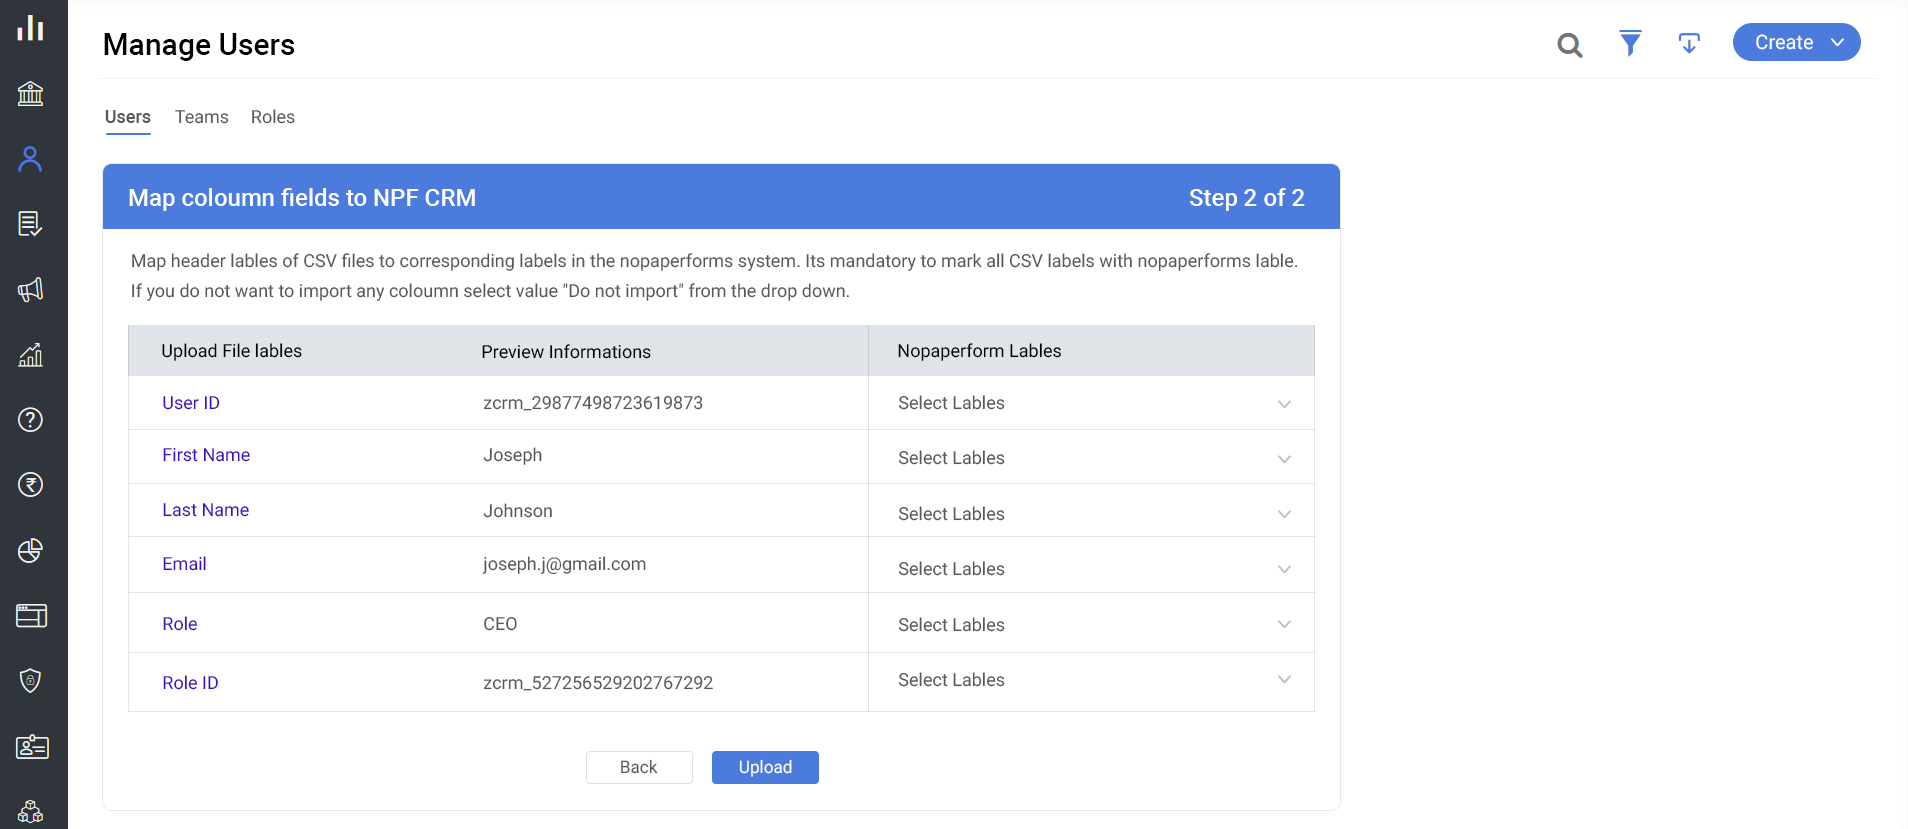 Manage Users
Create
Users Teams Roles
Map coloumn fields to NPF CRM Step 2 of 2
Map header lables of CSV files to corresponding labels in the nopaperforms system. Its mandatory to mark all CSV labels with nopaperforms lable.
If you do not want to import any coloumn select value "Do not import" from the drop down.
Upload File lables Preview Informations Nopaperform Lables
User ID zcrm_29877498723619873 Select Lables
First Name Joseph Select Lables
Last Name Johnson Select Lables
Email joseph.j@gmail.com Select Lables
Role CEO Select Lables
Role ID zcrm_527256529202767292 Select Lables
Back Upload